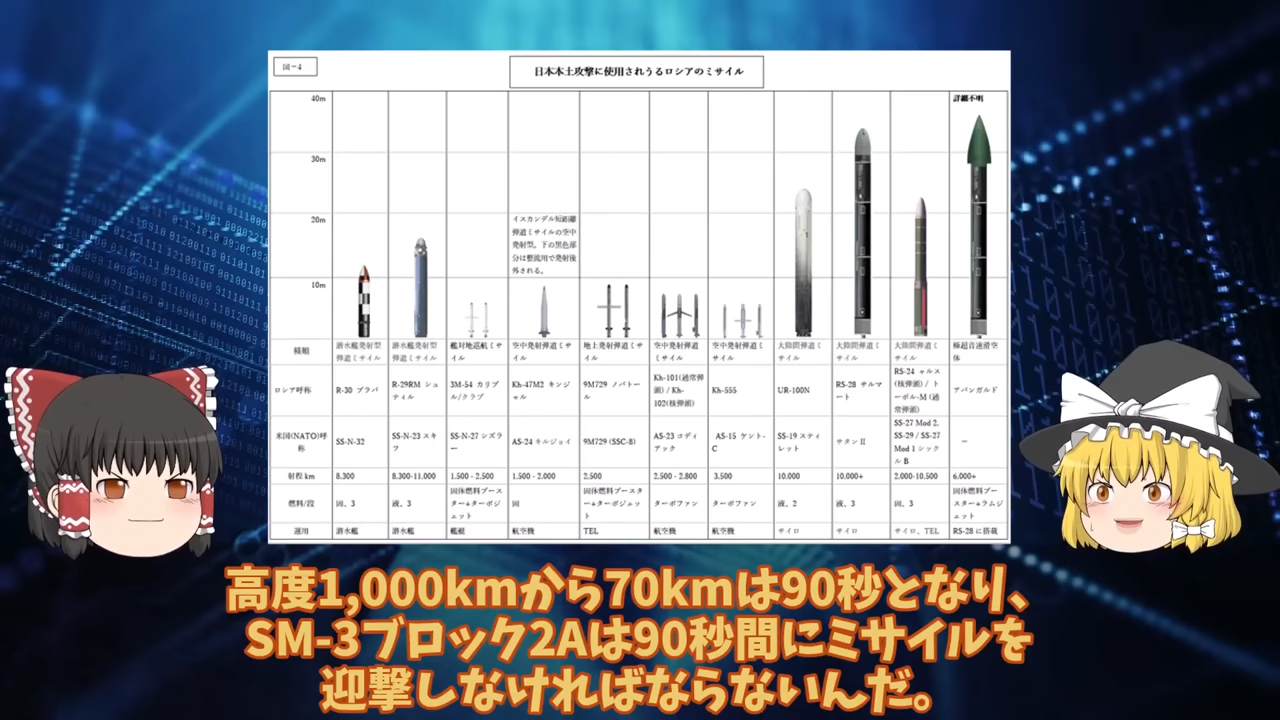 図－4
日本本土攻撃に使用されうるロシアのミサイル
40m
30m
20m
10m
詳細不明
イスカンデル短距離
弾道ミサイルの空中
発射型。下の黒色部
分は整流用で発射後
外される。
種類
潜水艦発射型
弾道ミサイル
潜水艦発射型
弾道ミサイル
艦対地巡航ミサ
イル
空中発射弾道ミサ
イル
地上発射弾道ミサ
イル
空中発射弾道
ミサイル
空中発射弾道ミ
サイル
大陸間弾道ミ
サイル
大陸間弾道ミ
サイル
大陸間弾道ミ
サイル
極超音速滑空
体
ロシア呼称
R-30 ブラバ
R-29RM シュ
ティル
3M-54 カリブ
ル/クラブ
Kh-47M2 キンジ
ャル
9M729 ノバトー
ル
Kh-101(通常弾
頭) / Kh-
102(核弾頭)
Kh-555
UR-100N
RS-28 サルマ
ート
RS-24 ヤルス
(核弾頭) / ト
ーポル-M (通
常弾頭)
アバンガルド
米国(NATO)呼
称
SS-N-32
SS-N-23 スキ
フ
SS-N-27 シズラ
ー
AS-24 キルジョイ
9M729 (SSC-8)
AS-23 コディ
アック
AS-15 ケント-
C
SS-19 スティ
レット
サタンⅡ
SS-27 Mod 2,
SS-29 / SS-27
Mod 1 シック
ル B
－
射程 km
8.300
8.300-11,000
1,500 - 2,500
1,500 - 2,000
2,500
2,500 - 2,800
3,500
10,000
10,000+
2,000-10,500
6,000+
燃料/段
固、3
液、3
固体燃料ブース
ター+ターボジ
ェット
固
固体燃料ブースタ
ー+ターボジェッ
ト
ターボファン
ターボファン
液、2
液、3
固、3
固体燃料ブー
スター+ラムジ
ェット
運用
潜水艦
潜水艦
艦艇
航空機
TEL
航空機
航空機
サイロ
サイロ
サイロ、TEL
RS-28 に搭載
高度1,000kmから70kmは90秒となり、
SM-3ブロック2Aは90秒間にミサイルを
迎撃しなければならないんだ。